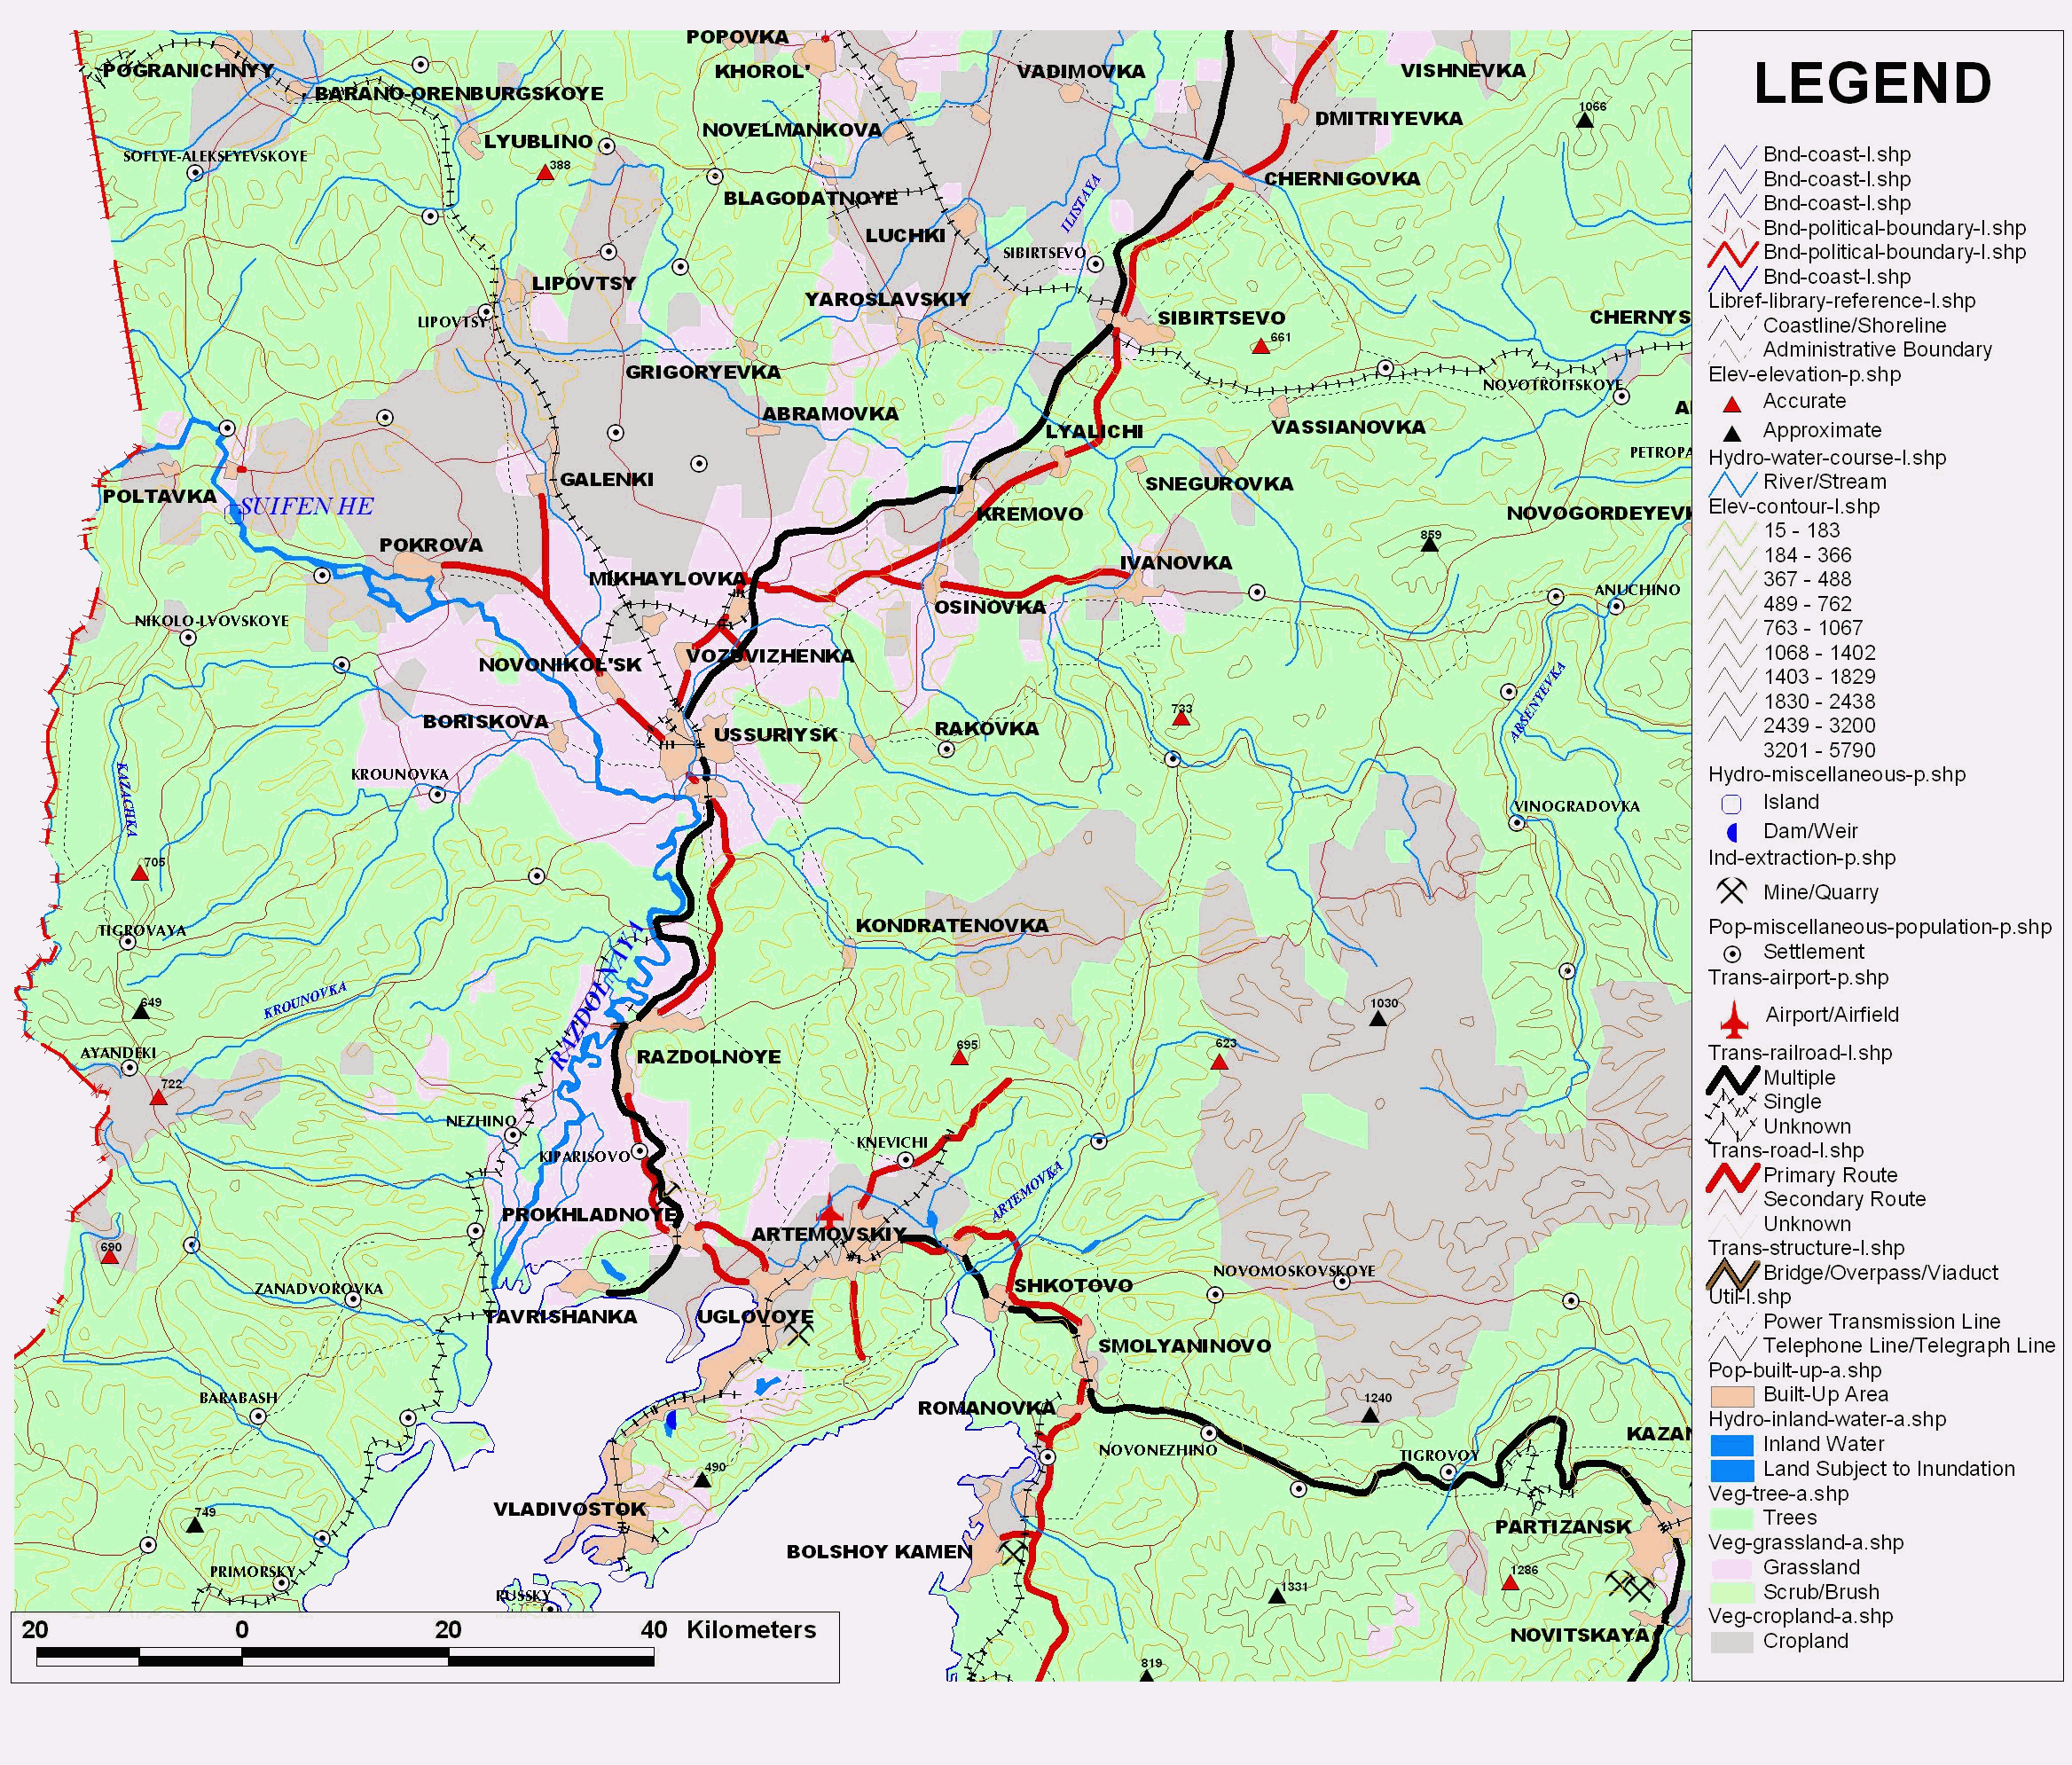 POPOVKA
POGRANICHNYY
KHOROL'
VADIMOVKA
VISHNEVKA
BARANO-ORENBURGSKOYE
1066
DMITRIYEVKA
NOVELMANKOVA
LYUBLINO
SOFLYE-ALEKSEYEVSKOYE
388
CHERNIGOVKA
BLAGODATNOYE
ILISTAYA
LUCHKI
SIBIRTSEVO
LIPOVTSY
YAROSLAVSKIY
LIPOVTSY
SIBIRTSEVO
CHERNYS
661
GRIGORYEVKA
NOVOTROITSKOYE
ABRAMOVKA
LYALICHI
VASSIANOVKA
PETROPA
GALENKI
SNEGUROVKA
POLTAVKA
SUIFEN HE
KREMOVO
NOVOGORDEYEV
859
POKROVA
IVANOVKA
MIKHAYLOVKA
ANUCHINO
OSINOVKA
NIKOLO-LVOVSKOYE
VOZDVIZHENKA
NOVONIKOL'SK
ARSENYEVKA
733
BORISKOVA
USSURIYSK
RAKOVKA
KROUNOVKA
KAZACHKA
VINOGRADOVKA
705
TIGROVAYA
KONDRATENOVKA
RAZDOLNAYA
KROUNOVKA
649
1030
AYANDEKI
RAZDOLNOYE
695
623
722
NEZHINO
KIPARISOVO
KNEVICHI
ARTEMOVKA
PROKHLADNOYE
ARTEMOVSKIY
690
ZANADVOROVKA
SHKOTOVO
NOVOMOSKOVSKOYE
TAVRISHANKA
UGLOVOYE
SMOLYANINOVO
BARABASH
ROMANOVKA
1240
NOVONEZHINO
TIGROVOY
KAZAN
490
VLADIVOSTOK
749
PARTIZANSK
BOLSHOY KAMEN
PRIMORSKY
1286
1331
RUSSKY
NOVITSKAYA
819
20 0 20 40 Kilometers
LEGEND
Bnd-coast-l.shp
Bnd-coast-l.shp
Bnd-coast-l.shp
Bnd-political-boundary-l.shp
Bnd-political-boundary-l.shp
Bnd-coast-l.shp
Libref-library-reference-l.shp
Coastline/Shoreline
Administrative Boundary
Elev-elevation-p.shp
Accurate
Approximate
Hydro-water-course-l.shp
River/Stream
Elev-contour-l.shp
15 - 183
184 - 366
367 - 488
489 - 762
763 - 1067
1068 - 1402
1403 - 1829
1830 - 2438
2439 - 3200
3201 - 5790
Hydro-miscellaneous-p.shp
Island
Dam/Weir
Ind-extraction-p.shp
Mine/Quarry
Pop-miscellaneous-population-p.shp
Settlement
Trans-airport-p.shp
Airport/Airfield
Trans-railroad-l.shp
Multiple
Single
Unknown
Trans-road-l.shp
Primary Route
Secondary Route
Unknown
Trans-structure-l.shp
Bridge/Overpass/Viaduct
Util-l.shp
Power Transmission Line
Telephone Line/Telegraph Line
Pop-built-up-a.shp
Built-Up Area
Hydro-inland-water-a.shp
Inland Water
Land Subject to Inundation
Veg-tree-a.shp
Trees
Veg-grassland-a.shp
Grassland
Scrub/Brush
Veg-cropland-a.shp
Cropland